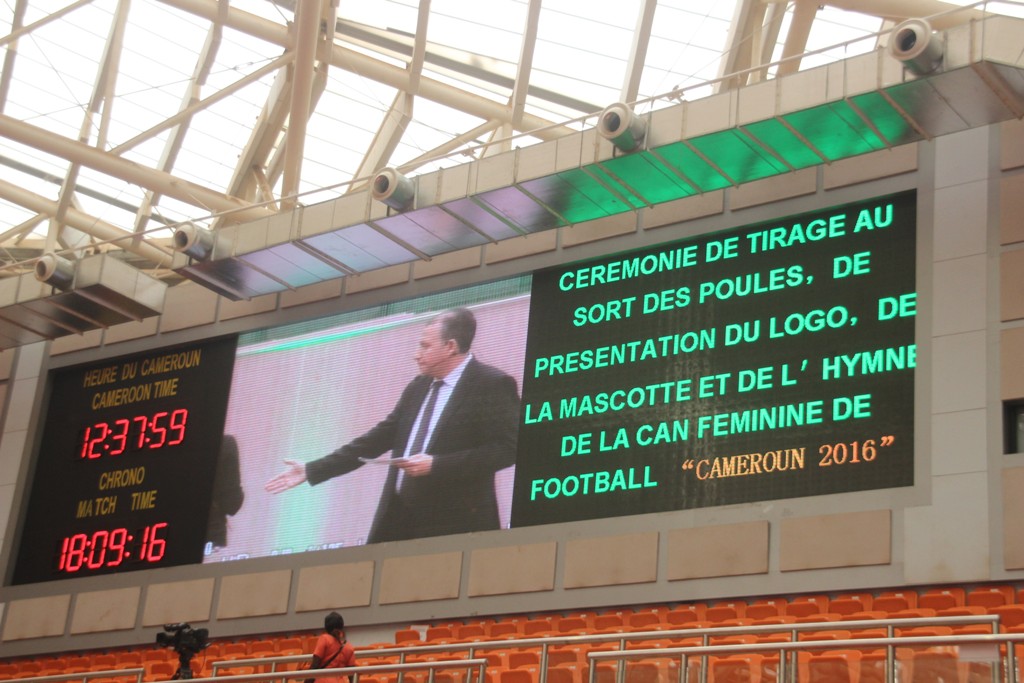 HEURE DU CAMEROUN
CAMEROON TIME
12:37:59
CHRONO
MATCH TIME
18:09:16
CEREMONIE DE TIRAGE AU
SORT DES POULES, DE
PRESENTATION DU LOGO, DE
LA MASCOTTE ET DE L' HYMNE
DE LA CAN FEMININE DE
FOOTBALL "CAMEROUN 2016"